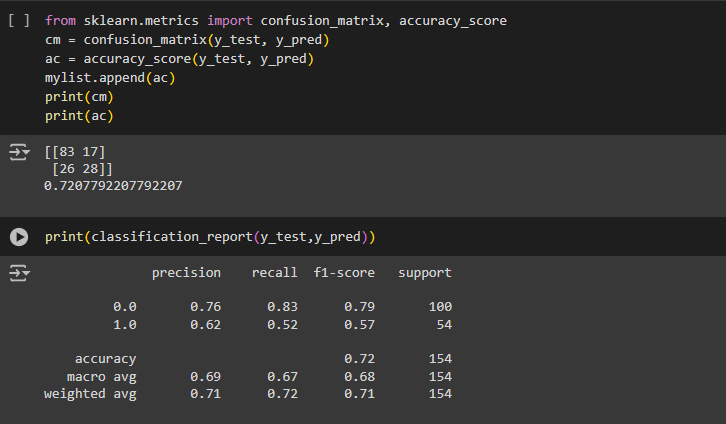 [ ] from sklearn.metrics import confusion_matrix, accuracy_score
cm = confusion_matrix(y_test, y_pred)
ac = accuracy_score(y_test, y_pred)
mylist.append(ac)
print(cm)
print(ac)
[[83 17]
 [26 28]]
0.7207792207792207
print(classification_report(y_test,y_pred))
precision recall f1-score support
0.0 0.76 0.83 0.79 100
1.0 0.62 0.52 0.57 54
accuracy 0.72 154
macro avg 0.69 0.67 0.68 154
weighted avg 0.71 0.72 0.71 154